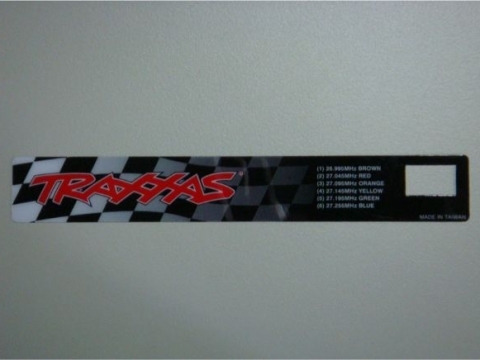 TRAXXAS
(1) 26.995MHz BROWN
(2) 27.045MHz RED
(3) 27.095MHz ORANGE
(4) 27.145MHz YELLOW
(5) 27.195MHz GREEN
(6) 27.255MHz BLUE
MADE IN TAIWAN